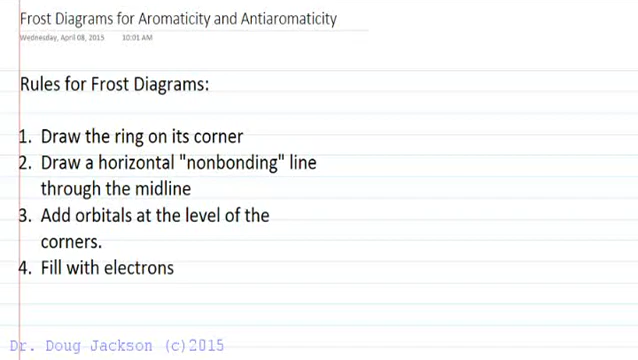 Frost Diagrams for Aromaticity and Antiaromaticity
Wednesday, April 08, 2015 10:01 AM
Rules for Frost Diagrams:
1. Draw the ring on its corner
2. Draw a horizontal "nonbonding" line
through the midline
3. Add orbitals at the level of the
corners.
4. Fill with electrons
Dr. Doug Jackson (c)2015